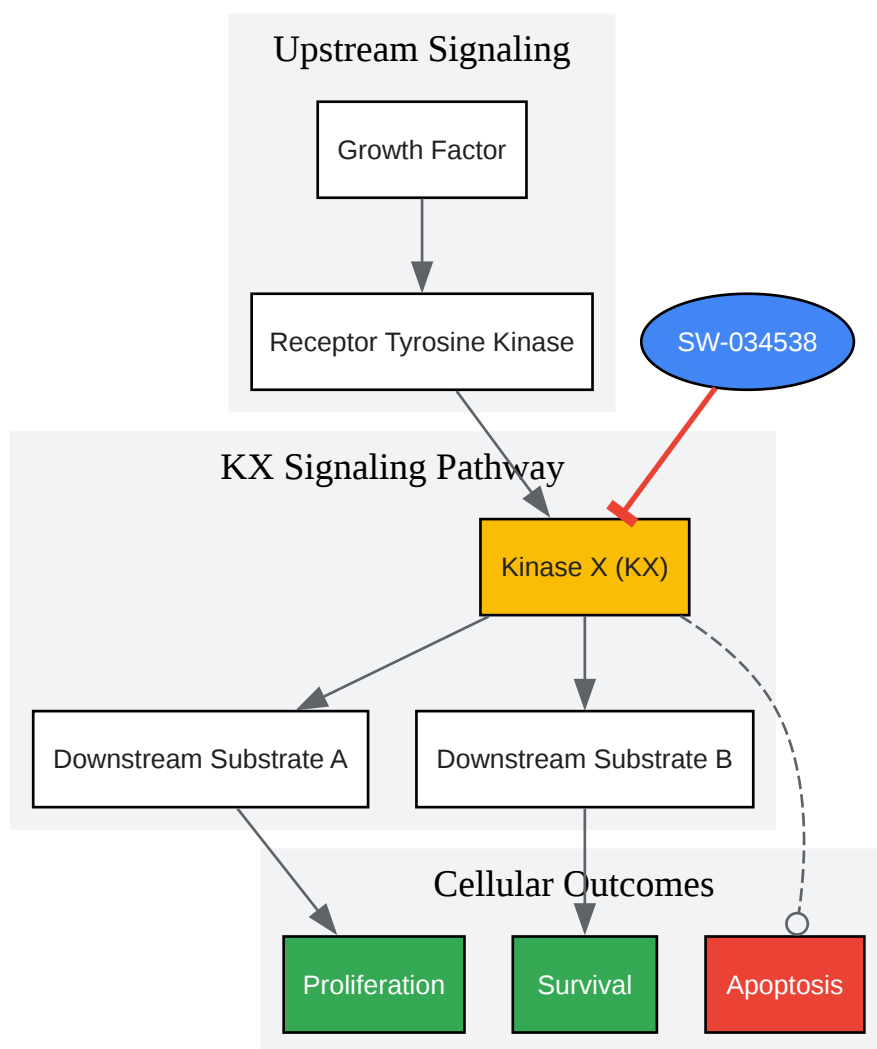 Upstream Signaling
Growth Factor
Receptor Tyrosine Kinase
SW-034538
KX Signaling Pathway
Kinase X (KX)
Downstream Substrate A
Downstream Substrate B
Cellular Outcomes
Proliferation
Survival
Apoptosis